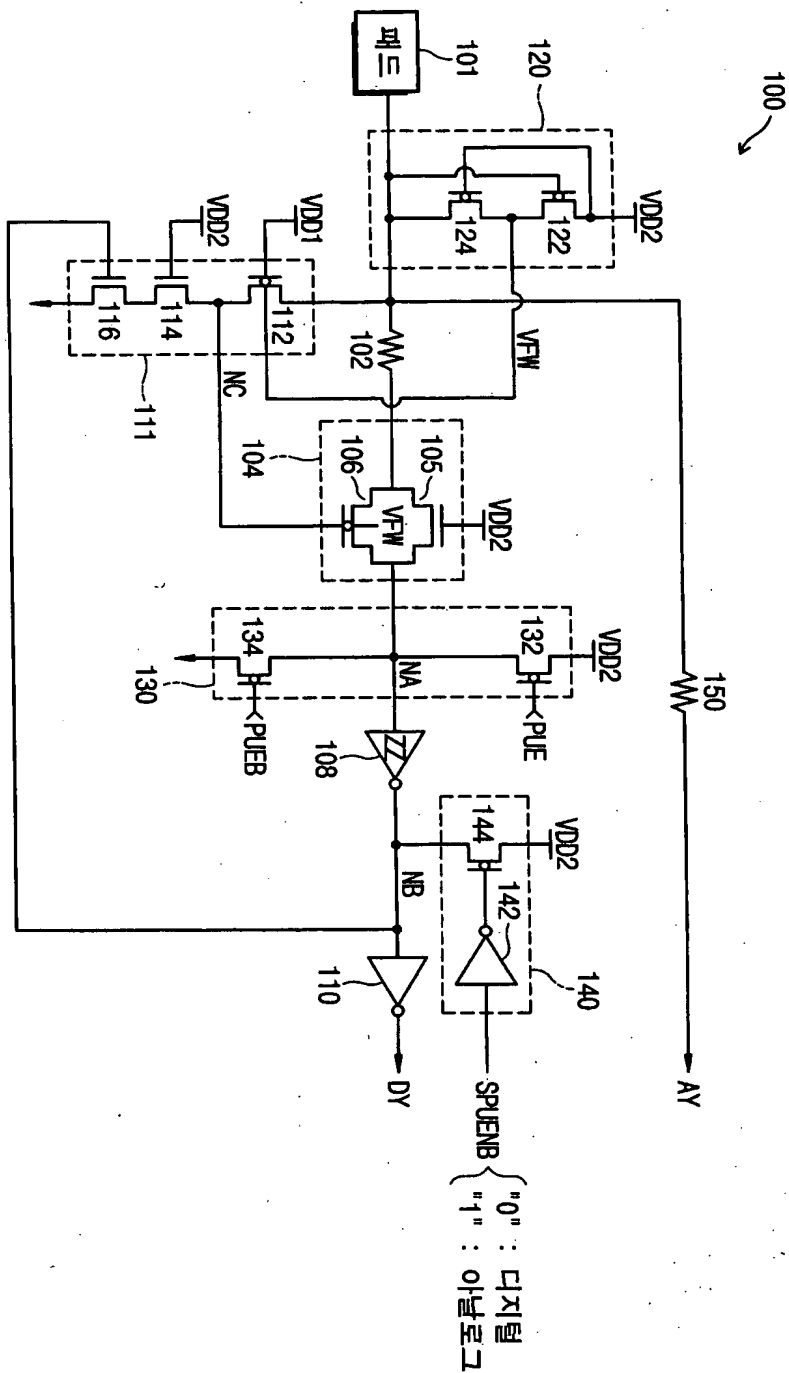 100
패드
101
120
VDD2
122
124
VFW
VDD1
VDD2
112
114
116
111
NC
102
104
105
106
VFW
VDD2
VDD2
132
PUE
NA
134
PUEB
130
108
VDD2
144
142
140
NB
110
SPUENB
"0" : 디지털
"1" : 아날로그
150
AY
DY